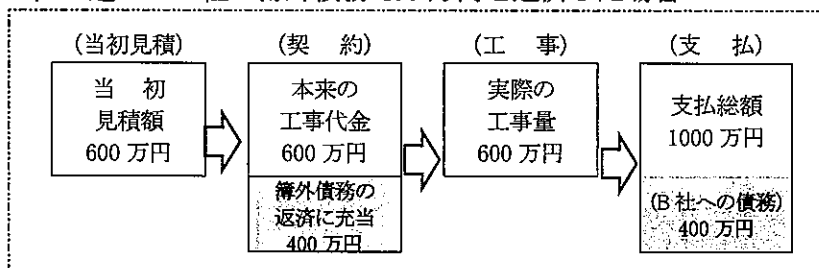 (当初見積)
(契　約)
(工　事)
(支　払)
当　初
見積額
600 万円
本来の
工事代金
600 万円
簿外債務の
返済に充当
400 万円
実際の
工事量
600 万円
支払総額
1000 万円
(B 社への債務)
400 万円